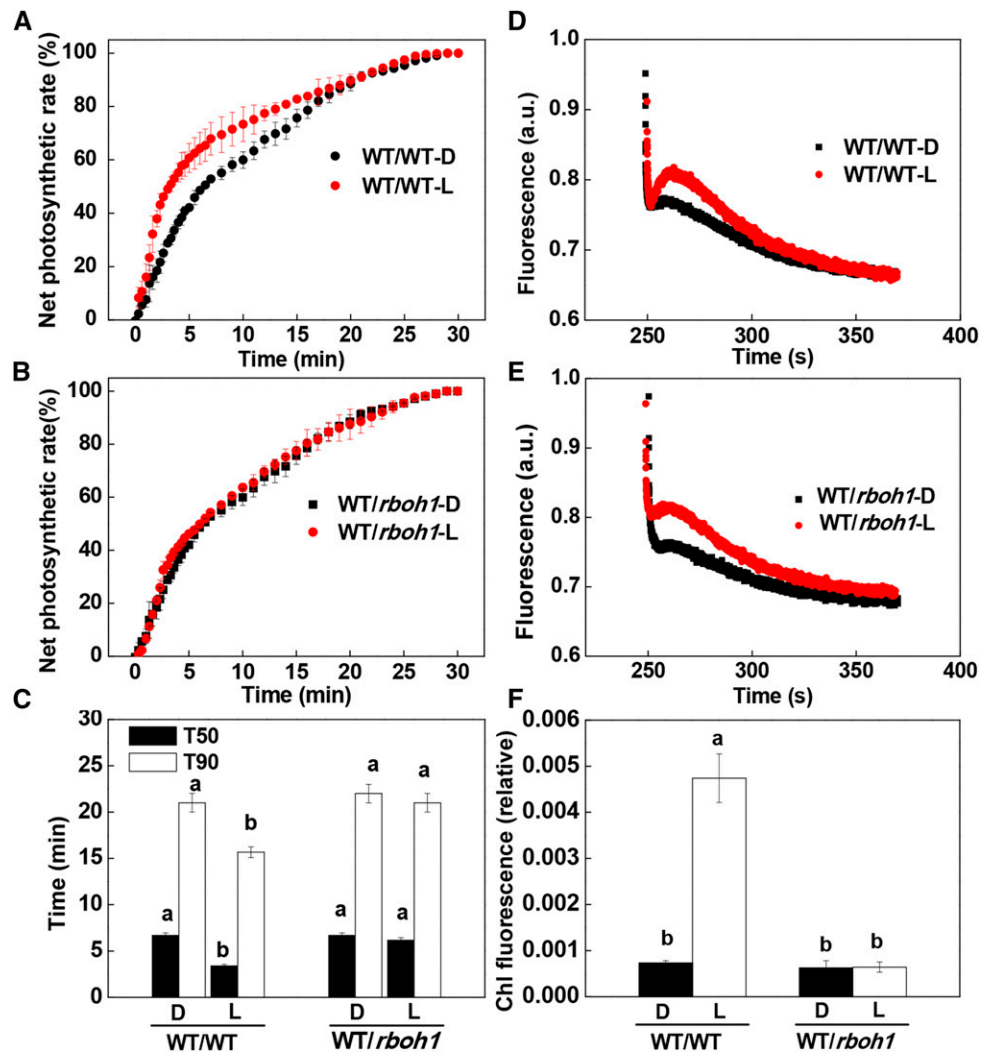 A
Net photosynthetic rate (%)
100
80
60
40
20
0
WT/WT-D
WT/WT-L
0 5 10 15 20 25 30
Time (min)
D
Fluorescence (a.u.)
1.0
0.9
0.8
0.7
0.6
WT/WT-D
WT/WT-L
250 300 350 400
Time (s)
B
Net photosynthetic rate(%)
100
80
60
40
20
0
WT/rboh1-D
WT/rboh1-L
0 5 10 15 20 25 30
Time (min)
E
Fluorescence (a.u.)
1.0
0.9
0.8
0.7
0.6
WT/rboh1-D
WT/rboh1-L
250 300 350 400
Time (s)
C
Time (min)
30
25
20
15
10
5
0
T50
T90
a a b b a a a a
D L D L
WT/WT WT/rboh1
F
Chl fluorescence (relative)
0.006
0.005
0.004
0.003
0.002
0.001
0.000
b a b b
D L D L
WT/WT WT/rboh1